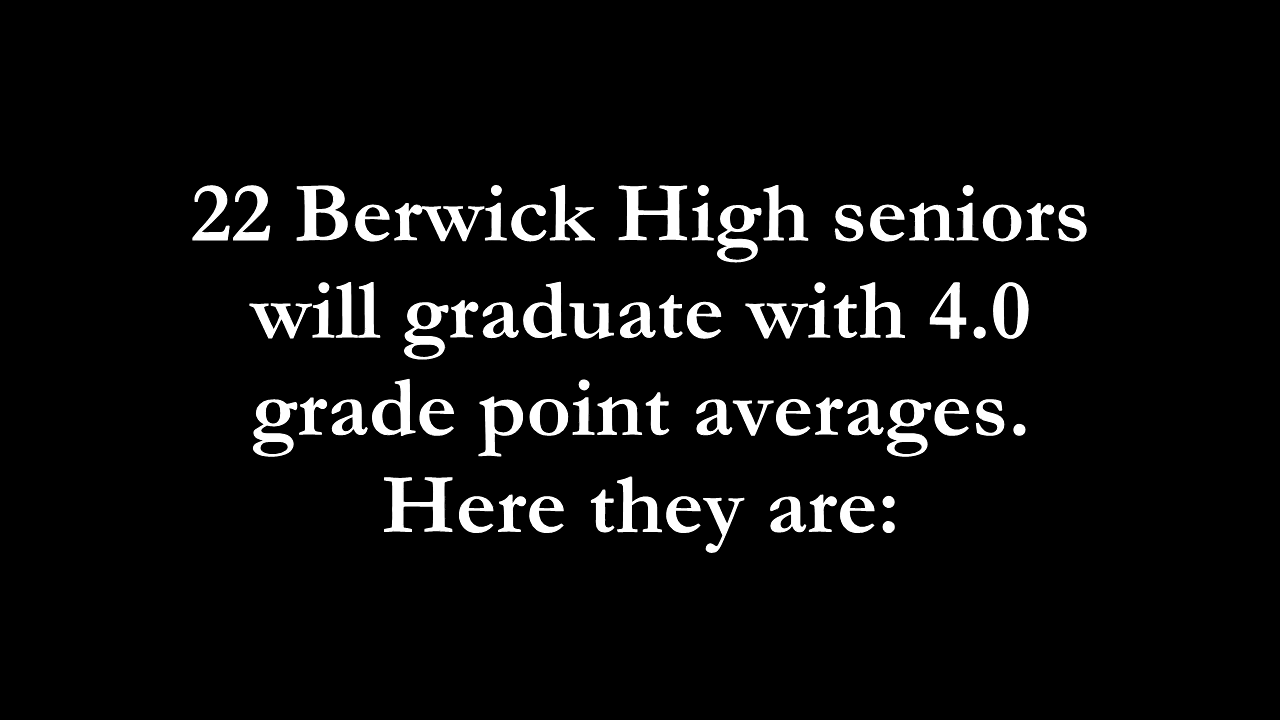 22 Berwick High seniors
will graduate with 4.0
grade point averages.
Here they are: